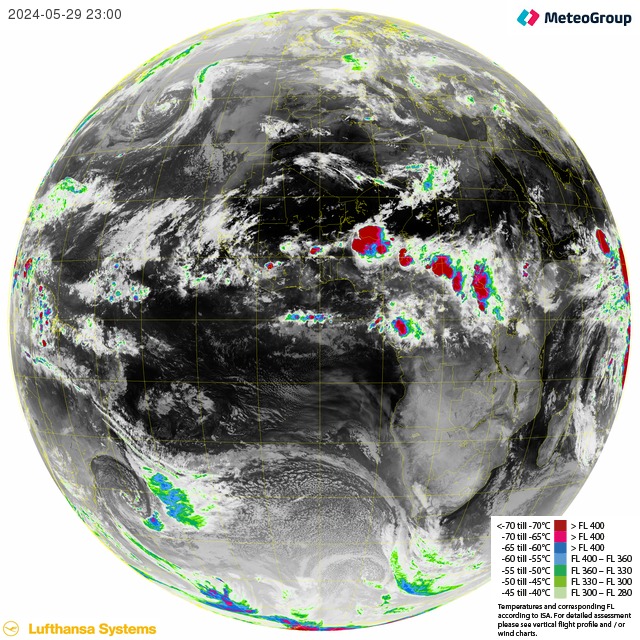 2024-05-29 23:00
MeteoGroup
<-70 till -70°C > FL 400
-70 till -65°C > FL 400
-65 till -60°C > FL 400
-60 till -55°C FL 400 – FL 360
-55 till -50°C FL 360 – FL 330
-50 till -45°C FL 330 – FL 300
-45 till -40°C FL 300 – FL 280
Temperatures and corresponding FL
according to ISA. For detailed assessment
please see vertical flight profile and / or
wind charts.
Lufthansa Systems